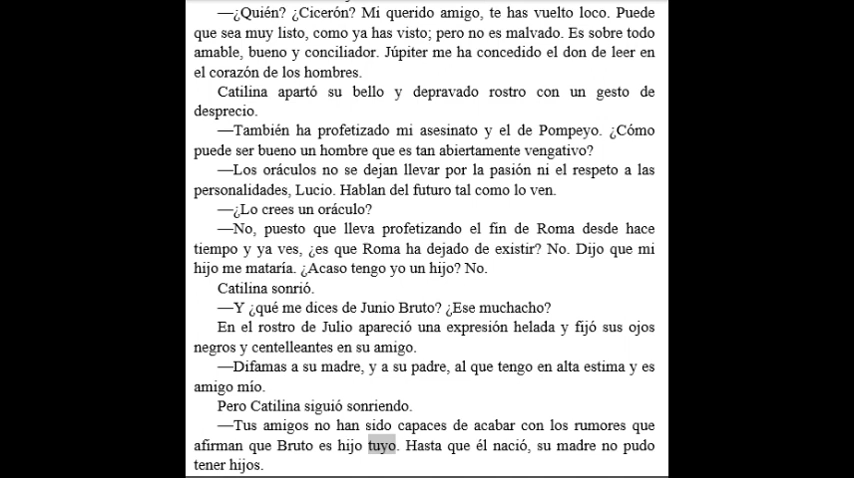 —¿Quién? ¿Cicerón? Mi querido amigo, te has vuelto loco. Puede
que sea muy listo, como ya has visto; pero no es malvado. Es sobre todo
amable, bueno y conciliador. Júpiter me ha concedido el don de leer en
el corazón de los hombres.
Catilina apartó su bello y depravado rostro con un gesto de
desprecio.
—También ha profetizado mi asesinato y el de Pompeyo. ¿Cómo
puede ser bueno un hombre que es tan abiertamente vengativo?
—Los oráculos no se dejan llevar por la pasión ni el respeto a las
personalidades, Lucio. Hablan del futuro tal como lo ven.
—¿Lo crees un oráculo?
—No, puesto que lleva profetizando el fín de Roma desde hace
tiempo y ya ves, ¿es que Roma ha dejado de existir? No. Dijo que mi
hijo me mataría. ¿Acaso tengo yo un hijo? No.
Catilina sonrió.
—Y ¿qué me dices de Junio Bruto? ¿Ese muchacho?
En el rostro de Julio apareció una expresión helada y fijó sus ojos
negros y centelleantes en su amigo.
—Difamas a su madre, y a su padre, al que tengo en alta estima y es
amigo mío.
Pero Catilina siguió sonriendo.
—Tus amigos no han sido capaces de acabar con los rumores que
afirman que Bruto es hijo tuyo. Hasta que él nació, su madre no pudo
tener hijos.